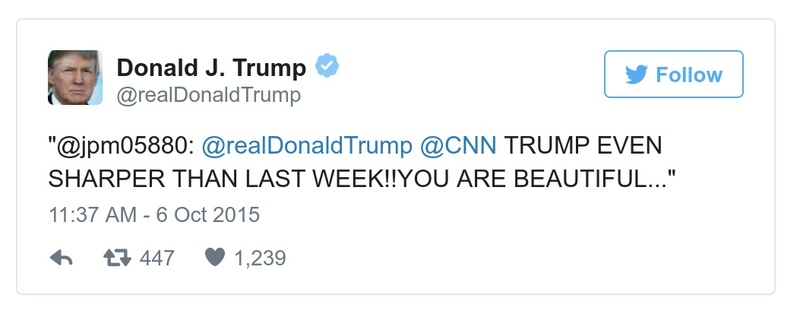 Donald J. Trump
@realDonaldTrump
Follow
"@jpm05880: @realDonaldTrump @CNN TRUMP EVEN
SHARPER THAN LAST WEEK!!YOU ARE BEAUTIFUL..."
11:37 AM - 6 Oct 2015
447 1,239